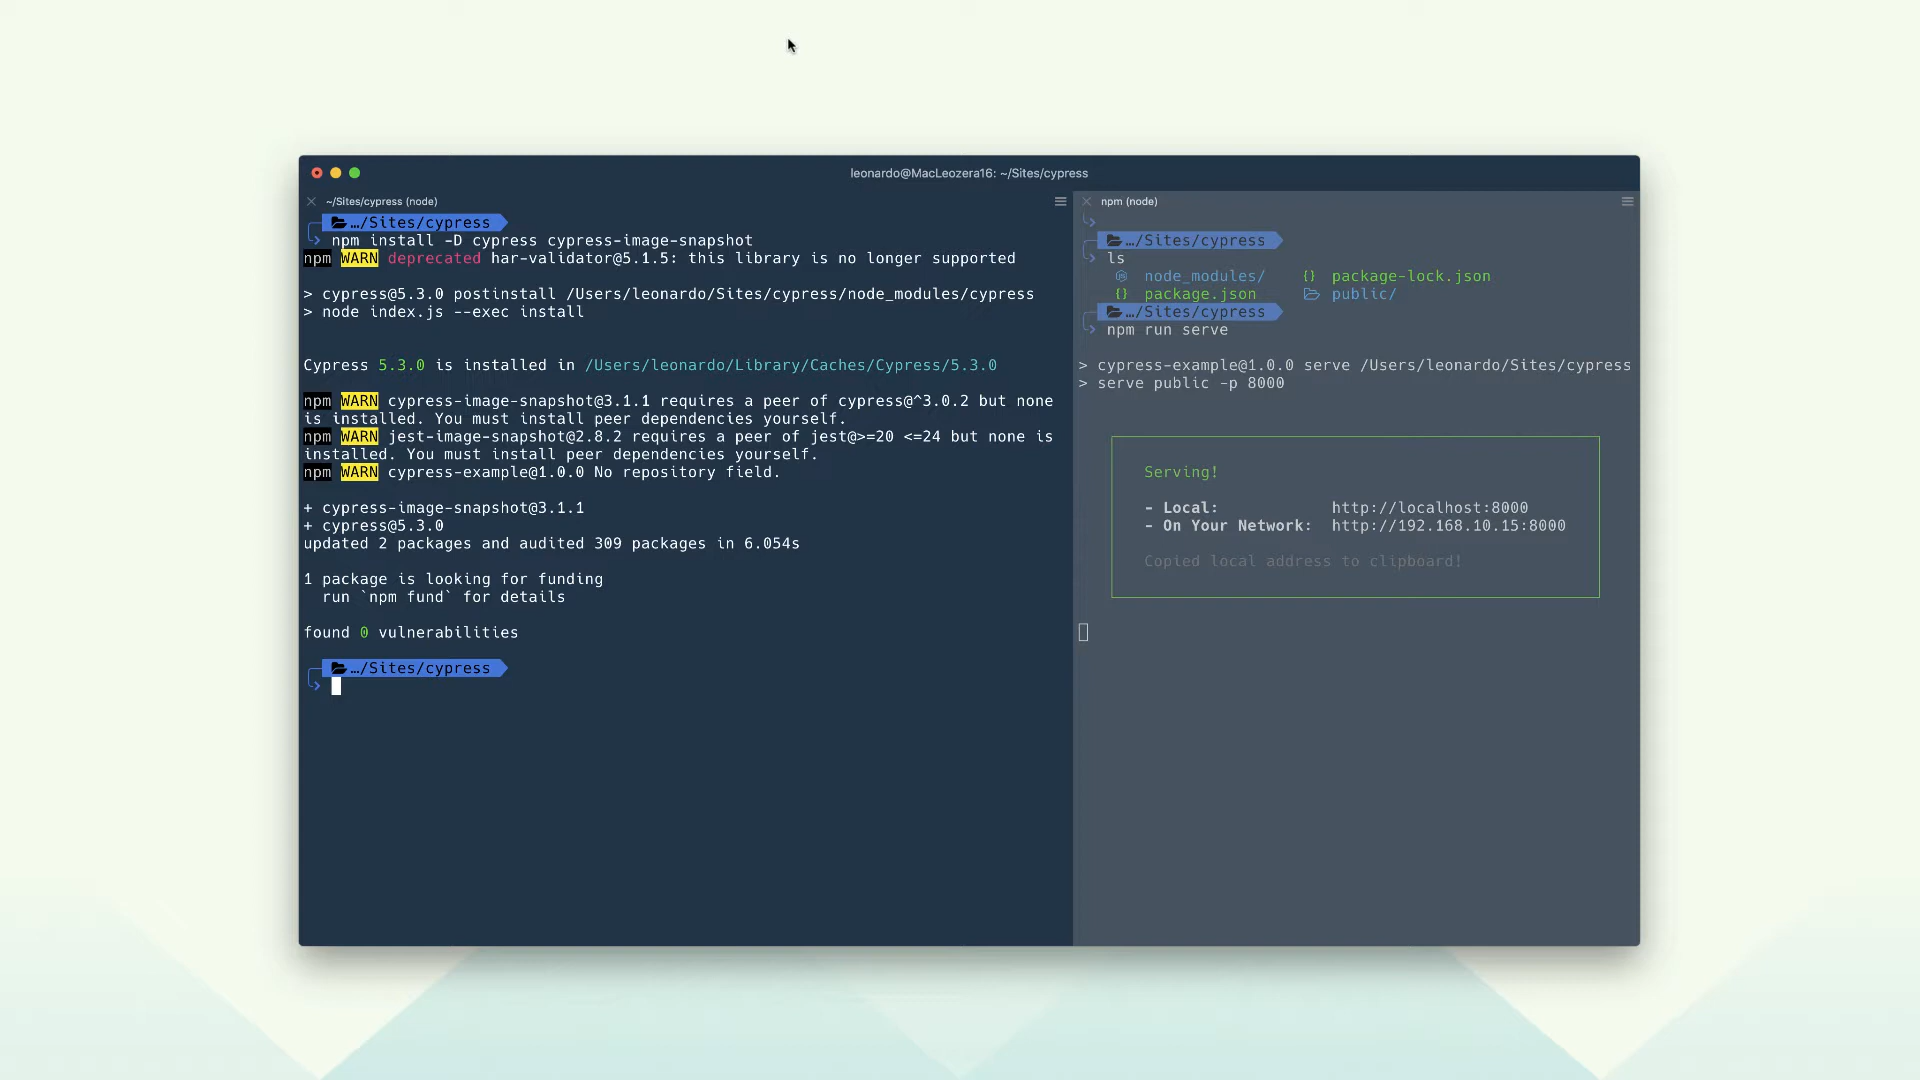 leonardo@MacLeozera16: ~/Sites/cypress
~/Sites/cypress (node)
…/Sites/cypress
npm install -D cypress cypress-image-snapshot
npm WARN deprecated har-validator@5.1.5: this library is no longer supported
> cypress@5.3.0 postinstall /Users/leonardo/Sites/cypress/node_modules/cypress
> node index.js --exec install
Cypress 5.3.0 is installed in /Users/leonardo/Library/Caches/Cypress/5.3.0
npm WARN cypress-image-snapshot@3.1.1 requires a peer of cypress@^3.0.2 but none
is installed. You must install peer dependencies yourself.
npm WARN jest-image-snapshot@2.8.2 requires a peer of jest@>=20 <=24 but none is
installed. You must install peer dependencies yourself.
npm WARN cypress-example@1.0.0 No repository field.
+ cypress-image-snapshot@3.1.1
+ cypress@5.3.0
updated 2 packages and audited 309 packages in 6.054s
1 package is looking for funding
run `npm fund` for details
found 0 vulnerabilities
…/Sites/cypress
npm (node)
…/Sites/cypress
ls
node_modules/ {} package-lock.json
{} package.json public/
…/Sites/cypress
npm run serve
> cypress-example@1.0.0 serve /Users/leonardo/Sites/cypress
> serve public -p 8000
Serving!
- Local: http://localhost:8000
- On Your Network: http://192.168.10.15:8000
Copied local address to clipboard!